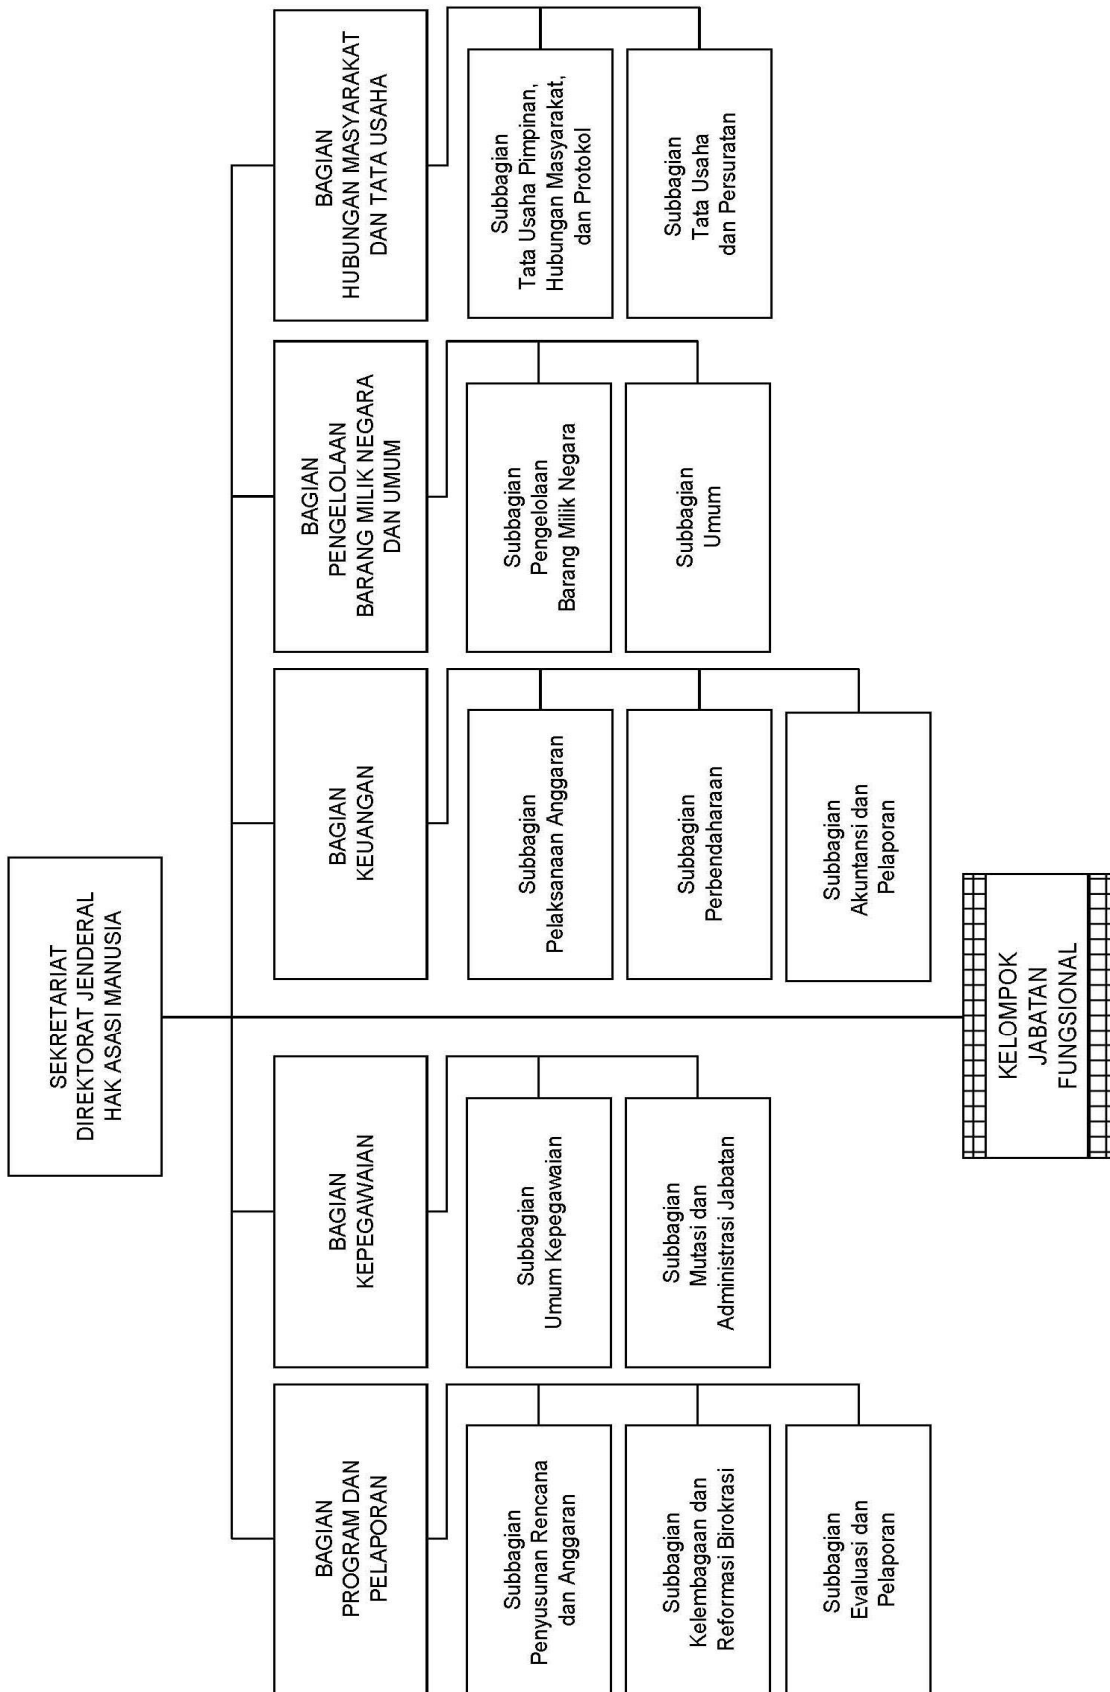 SEKRETARIAT
DIREKTORAT JENDERAL
HAK ASASI MANUSIA
BAGIAN
PROGRAM DAN
PELAPORAN
Subbagian
Penyusunan Rencana
dan Anggaran
Subbagian
Kelembagaan dan
Reformasi Birokrasi
Subbagian
Evaluasi dan
Pelaporan
BAGIAN
KEPEGAWAIAN
Subbagian
Umum Kepegawaian
Subbagian
Mutasi dan
Administrasi Jabatan
BAGIAN
KEUANGAN
Subbagian
Pelaksanaan Anggaran
Subbagian
Perbendaharaan
Subbagian
Akuntansi dan
Pelaporan
BAGIAN
PENGELOLAAN
BARANG MILIK NEGARA
DAN UMUM
Subbagian
Pengelolaan
Barang Milik Negara
Subbagian
Umum
BAGIAN
HUBUNGAN MASYARAKAT
DAN TATA USAHA
Subbagian
Tata Usaha Pimpinan,
Hubungan Masyarakat,
dan Protokol
Subbagian
Tata Usaha
dan Persuratan
KELOMPOK
JABATAN
FUNGSIONAL